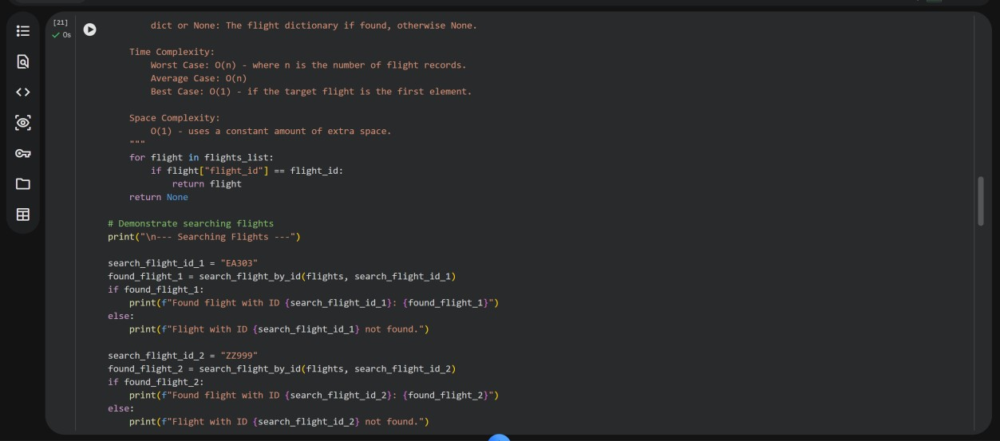 [21]
0s
dict or None: The flight dictionary if found, otherwise None.
Time Complexity:
Worst Case: O(n) - where n is the number of flight records.
Average Case: O(n)
Best Case: O(1) - if the target flight is the first element.
Space Complexity:
O(1) - uses a constant amount of extra space.
"""
for flight in flights_list:
if flight["flight_id"] == flight_id:
return flight
return None
# Demonstrate searching flights
print("\n--- Searching Flights ---")
search_flight_id_1 = "EA303"
found_flight_1 = search_flight_by_id(flights, search_flight_id_1)
if found_flight_1:
print(f"Found flight with ID {search_flight_id_1}: {found_flight_1}")
else:
print(f"Flight with ID {search_flight_id_1} not found.")
search_flight_id_2 = "ZZ999"
found_flight_2 = search_flight_by_id(flights, search_flight_id_2)
if found_flight_2:
print(f"Found flight with ID {search_flight_id_2}: {found_flight_2}")
else:
print(f"Flight with ID {search_flight_id_2} not found.")